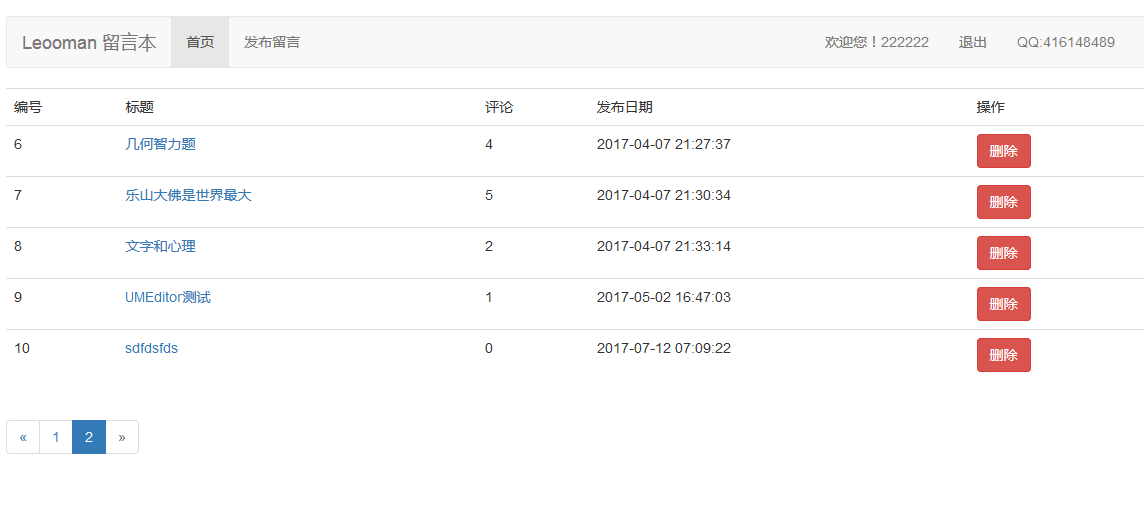 Leooman 留言本 首页 发布留言 欢迎您！222222 退出 QQ:416148489
编号 标题 评论 发布日期 操作
6 几何智力题 4 2017-04-07 21:27:37 删除
7 乐山大佛是世界最大 5 2017-04-07 21:30:34 删除
8 文字和心理 2 2017-04-07 21:33:14 删除
9 UMEditor测试 1 2017-05-02 16:47:03 删除
10 sdfdsfds 0 2017-07-12 07:09:22 删除
« 1 2 »